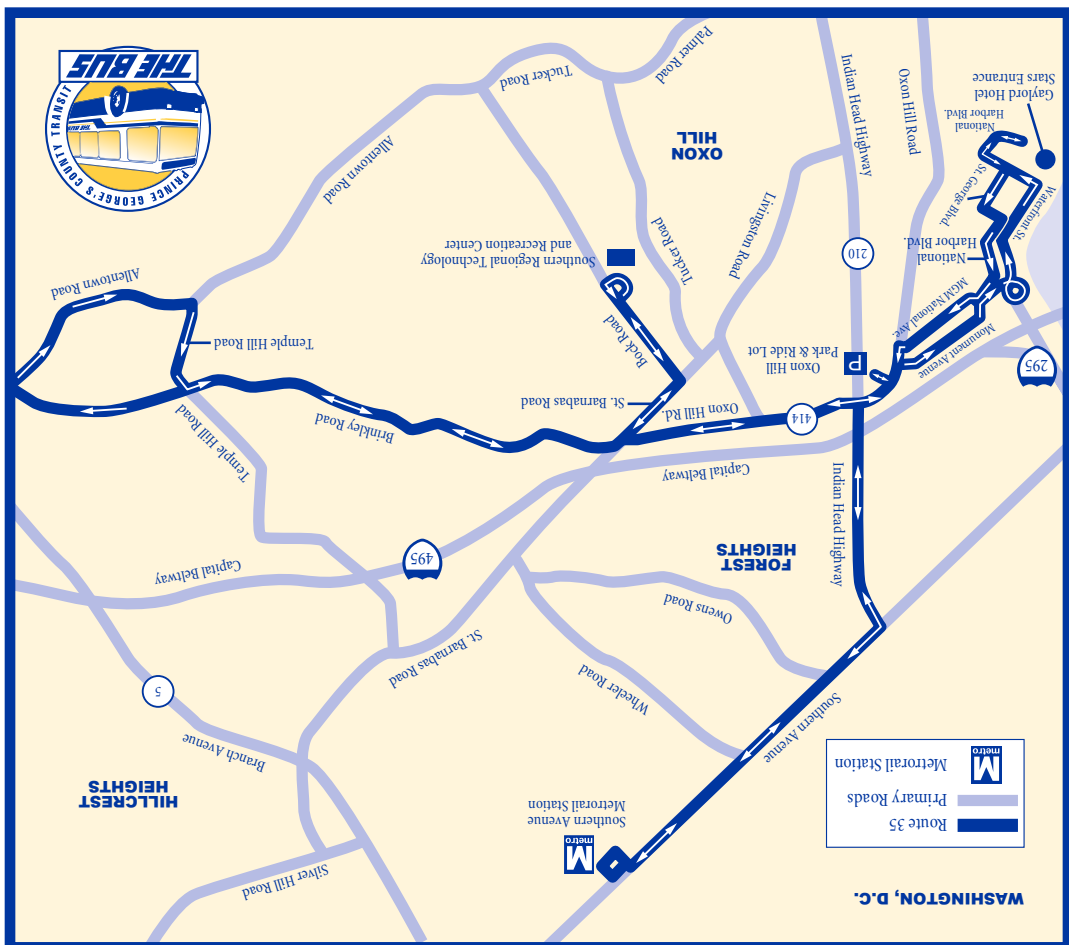 WASHINGTON, D.C.
Route 35
Primary Roads
metro
M
Metrorail Station
metro
M
Southern Avenue
Metrorail Station
Silver Hill Road
HILLCREST
HEIGHTS
Branch Avenue
5
Southern Avenue
Wheeler Road
Owens Road
St. Barnabas Road
FOREST
HEIGHTS
Indian Head Highway
495
Capital Beltway
Capital Beltway
Temple Hill Road
Brinkley Road
414
Oxon Hill Rd.
St. Barnabas Road
295
Monument Avenue
MGM National Ave.
Oxon Hill
Park & Ride Lot
P
Bock Road
Temple Hill Road
Allentown Road
National
Harbor Blvd.
210
Livingston Road
Tucker Road
Southern Regional Technology
and Recreation Center
Waterfront St.
St. George Blvd.
National
Harbor Blvd.
Gaylord Hotel
Stars Entrance
Oxon Hill Road
Indian Head Highway
OXON
HILL
Palmer Road
Tucker Road
Allentown Road
PRINCE GEORGE'S COUNTY TRANSIT
THE BUS
THE BUS